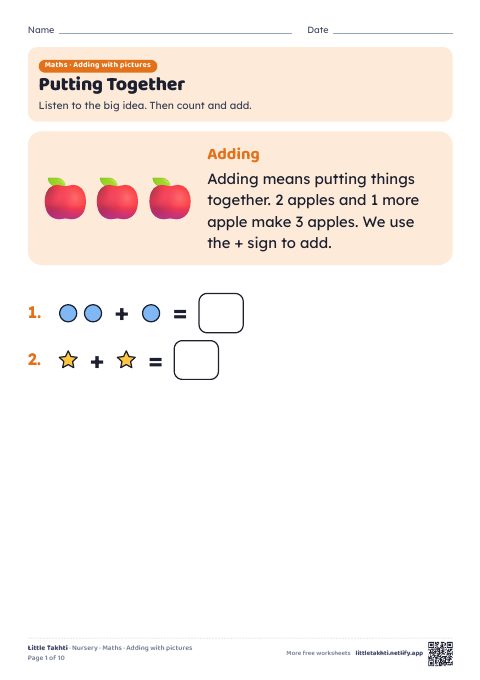 Name Date
Maths · Adding with pictures
Putting Together
Listen to the big idea. Then count and add.
Adding
Adding means putting things
together. 2 apples and 1 more
apple make 3 apples. We use
the + sign to add.
1. + =
2. + =
Little Takhti · Nursery · Maths · Adding with pictures
Page 1 of 10
More free worksheets littletakhti.netlify.app